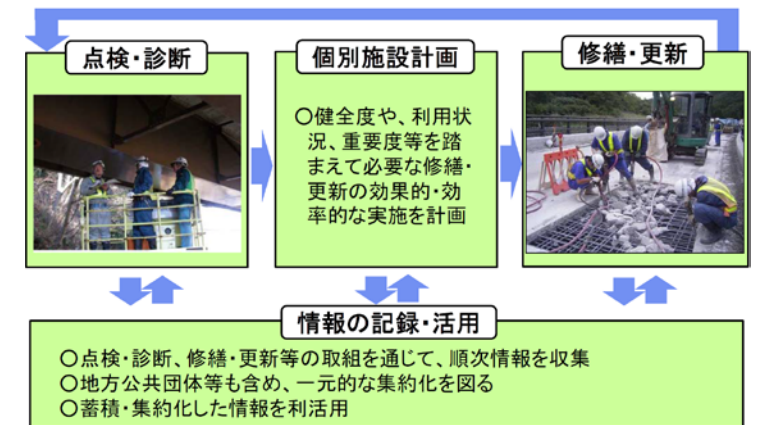 点検・診断
個別施設計画
修繕・更新
○健全度や、利用状
況、重要度等を踏
まえて必要な修繕・
更新の効果的・効
率的な実施を計画
情報の記録・活用
○点検・診断、修繕・更新等の取組を通じて、順次情報を収集
○地方公共団体等も含め、一元的な集約化を図る
○蓄積・集約化した情報を利活用